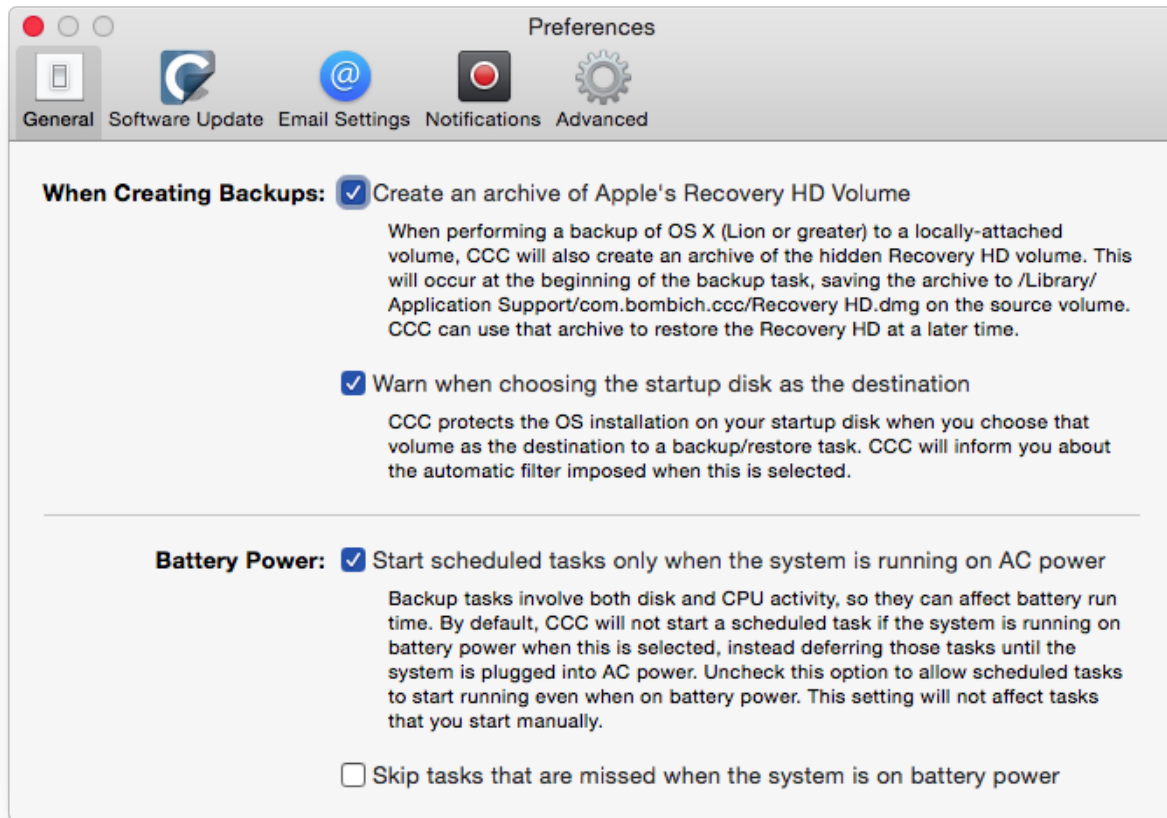 Preferences
General Software Update Email Settings Notifications Advanced
When Creating Backups: Create an archive of Apple's Recovery HD Volume
When performing a backup of OS X (Lion or greater) to a locally-attached
volume, CCC will also create an archive of the hidden Recovery HD volume. This
will occur at the beginning of the backup task, saving the archive to /Library/
Application Support/com.bombich.ccc/Recovery HD.dmg on the source volume.
CCC can use that archive to restore the Recovery HD at a later time.
Warn when choosing the startup disk as the destination
CCC protects the OS installation on your startup disk when you choose that
volume as the destination to a backup/restore task. CCC will inform you about
the automatic filter imposed when this is selected.
Battery Power: Start scheduled tasks only when the system is running on AC power
Backup tasks involve both disk and CPU activity, so they can affect battery run
time. By default, CCC will not start a scheduled task if the system is running on
battery power when this is selected, instead deferring those tasks until the
system is plugged into AC power. Uncheck this option to allow scheduled tasks
to start running even when on battery power. This setting will not affect tasks
that you start manually.
Skip tasks that are missed when the system is on battery power